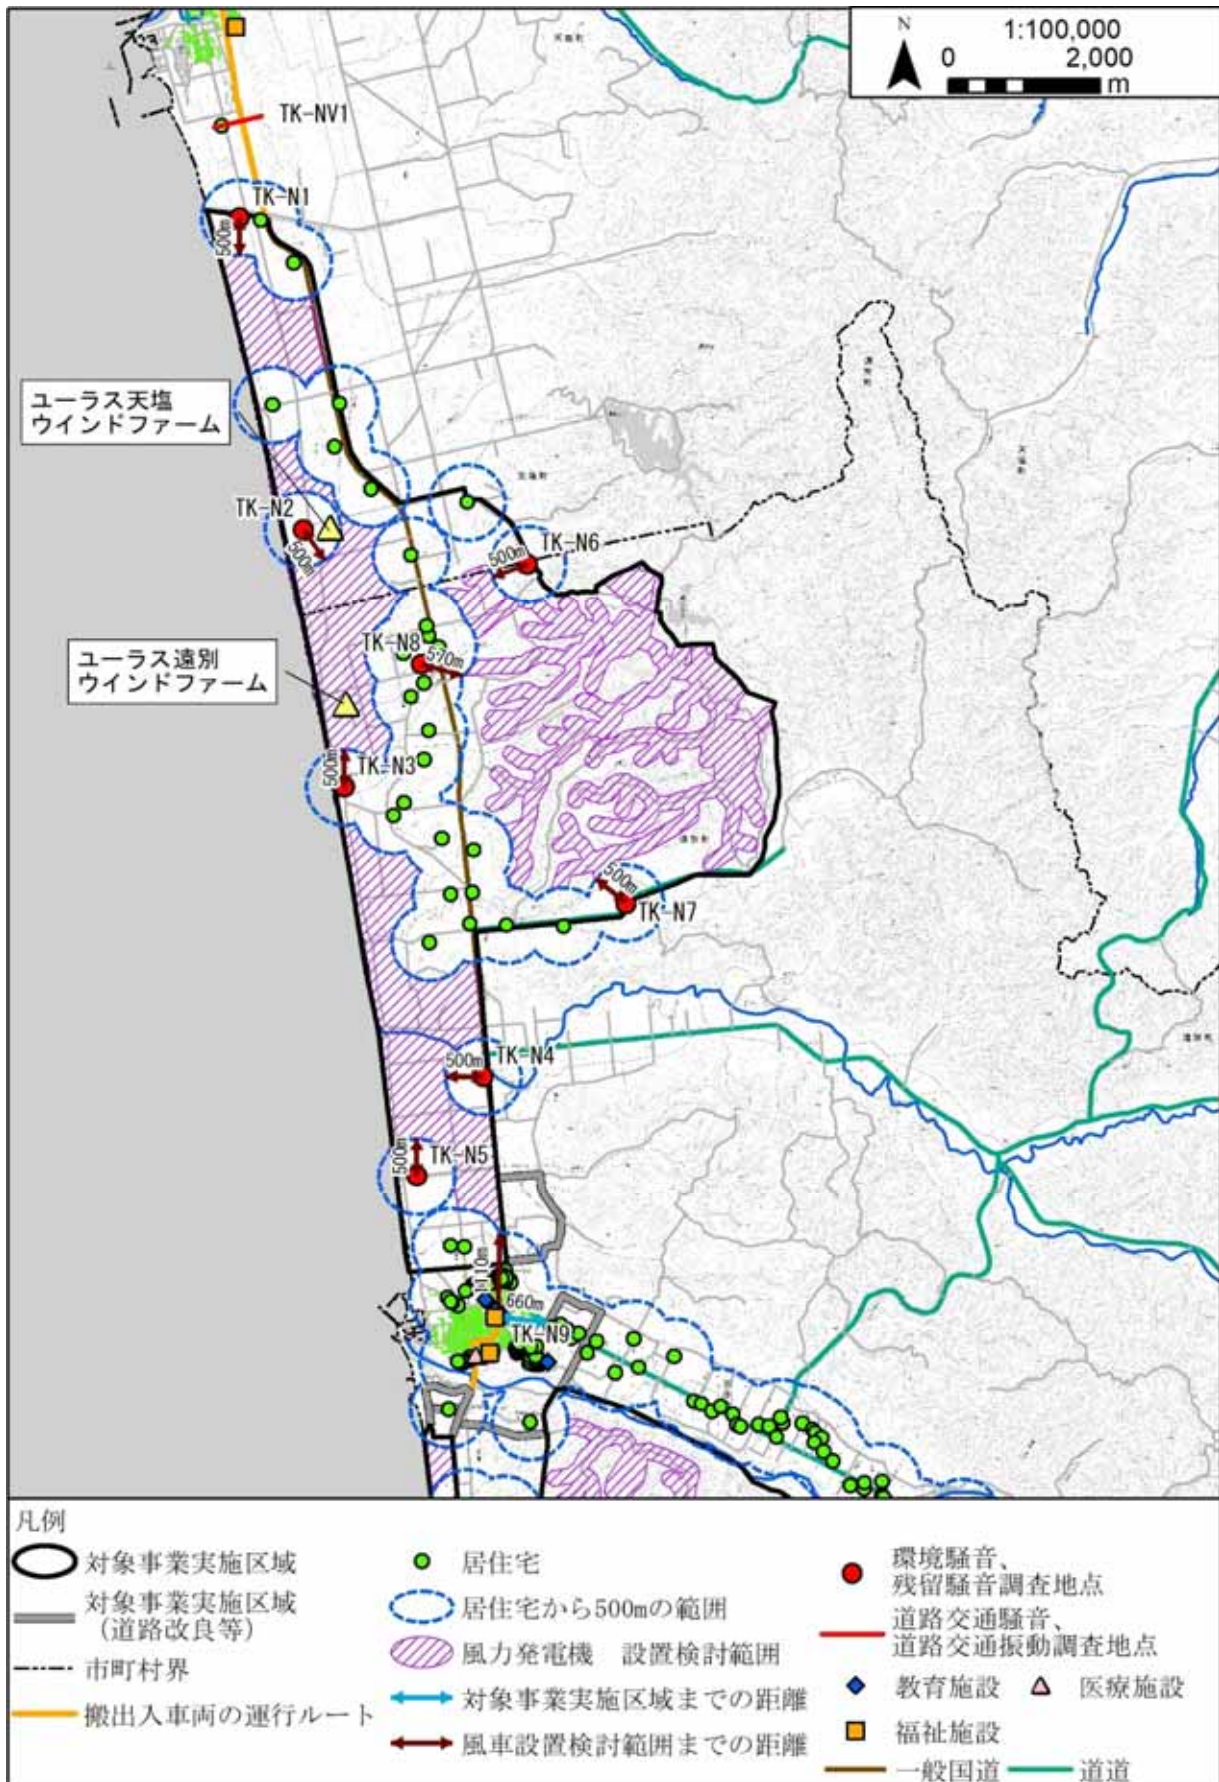 N
1:100,000
0 2,000
m
天塩町
TK-NV1
TK-N1
500m
ユーラス天塩
ウインドファーム
天塩町
TK-N2
500m
TK-N6
500m
TK-N8
570m
ユーラス遠別
ウインドファーム
TK-N3
500m
遠別町
500m
TK-N7
TK-N4
500m
TK-N5
500m
1110m
660m
TK-N9
凡例
対象事業実施区域
対象事業実施区域
(道路改良等)
市町村界
搬出入車両の運行ルート
居住宅
居住宅から500mの範囲
風力発電機 設置検討範囲
対象事業実施区域までの距離
風車設置検討範囲までの距離
環境騒音、
残留騒音調査地点
道路交通騒音、
道路交通振動調査地点
教育施設 医療施設
福祉施設
一般国道 道道